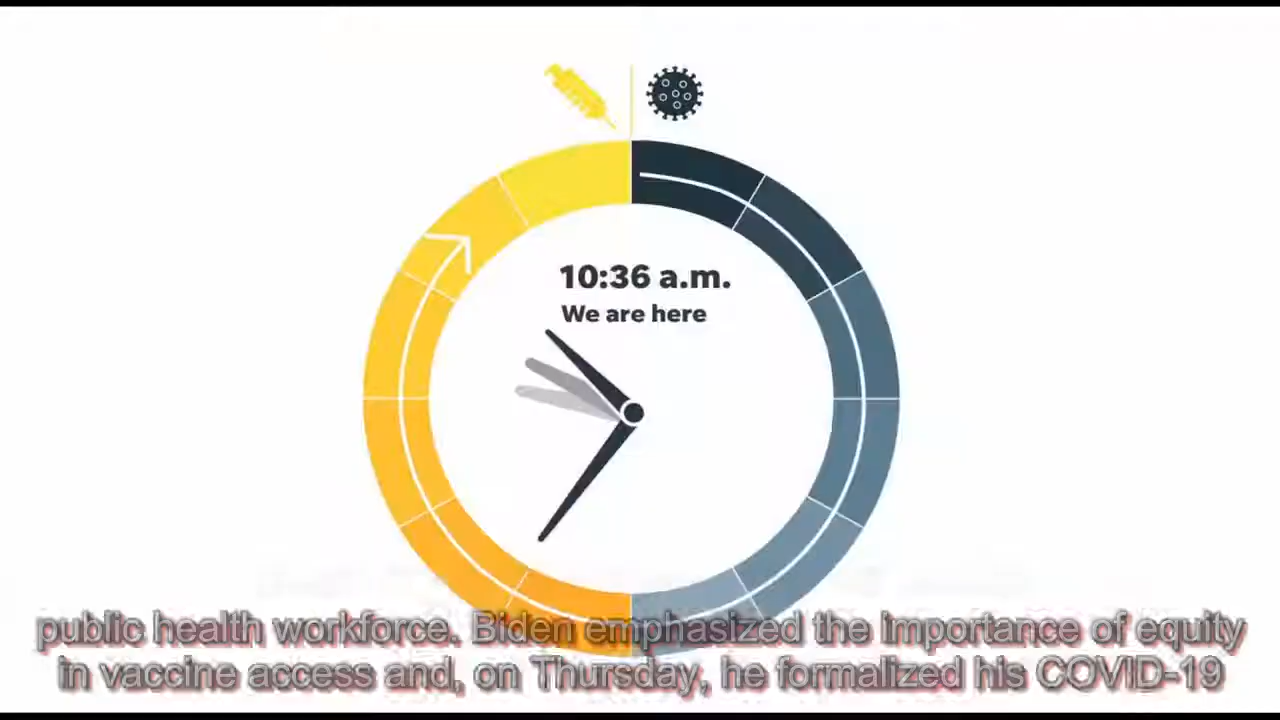 10:36 a.m.
We are here
public health workforce. Biden emphasized the importance of equity
in vaccine access and, on Thursday, he formalized his COVID-19